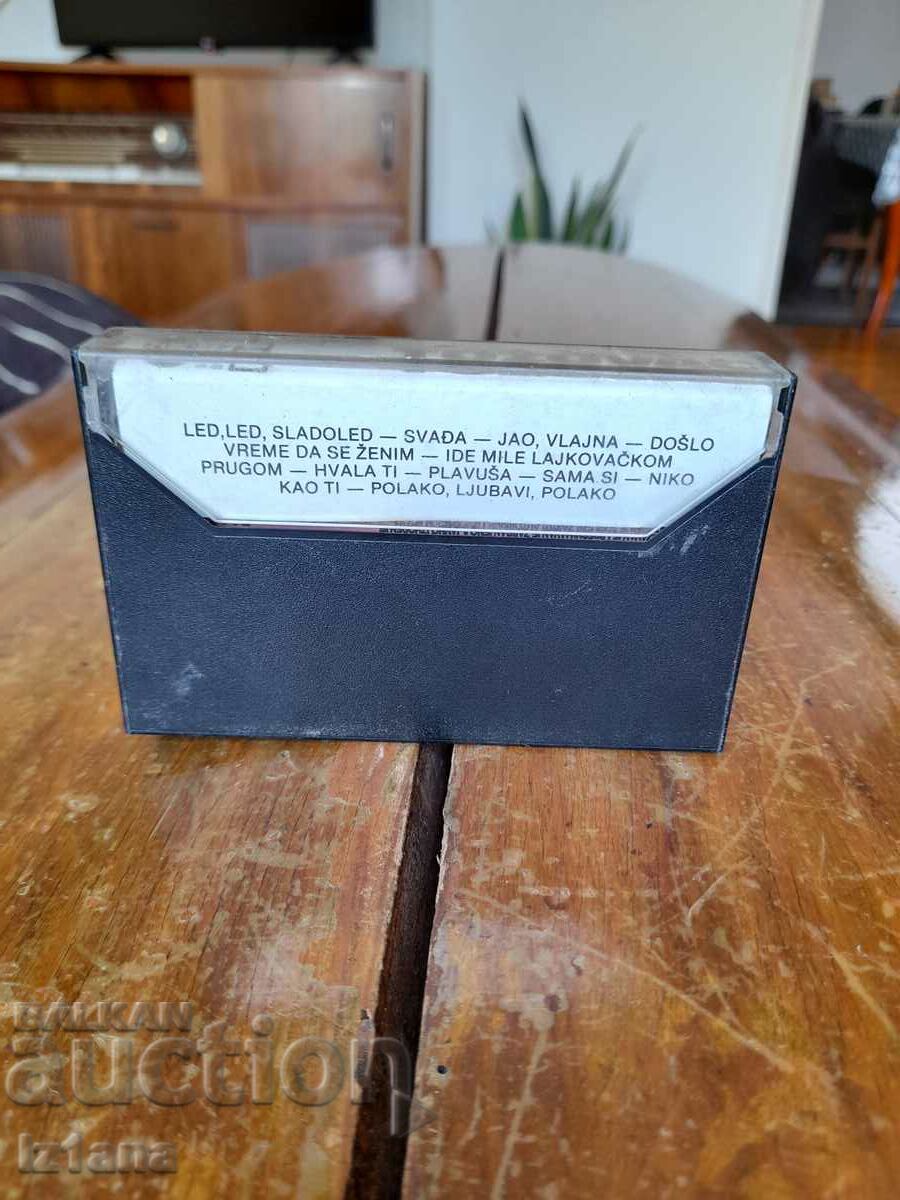 LED,LED, SLADOLED — SVAĐA — JAO, VLAJNA — DOŠLO
VREME DA SE ŽENIM — IDE MILE LAJKOVAČKOM
PRUGOM — HVALA TI — PLAVUŠA — SAMA SI — NIKO
KAO TI — POLAKO, LJUBAVI, POLAKO
BALKAN
auction
iz1ana